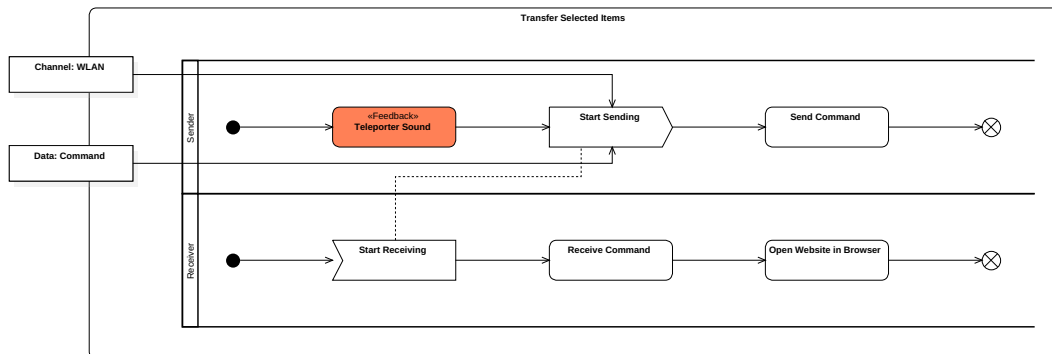 Transfer Selected Items
Channel: WLAN
Data: Command
Sender
«Feedback»
Teleporter Sound
Start Sending
Send Command
Receiver
Start Receiving
Receive Command
Open Website in Browser